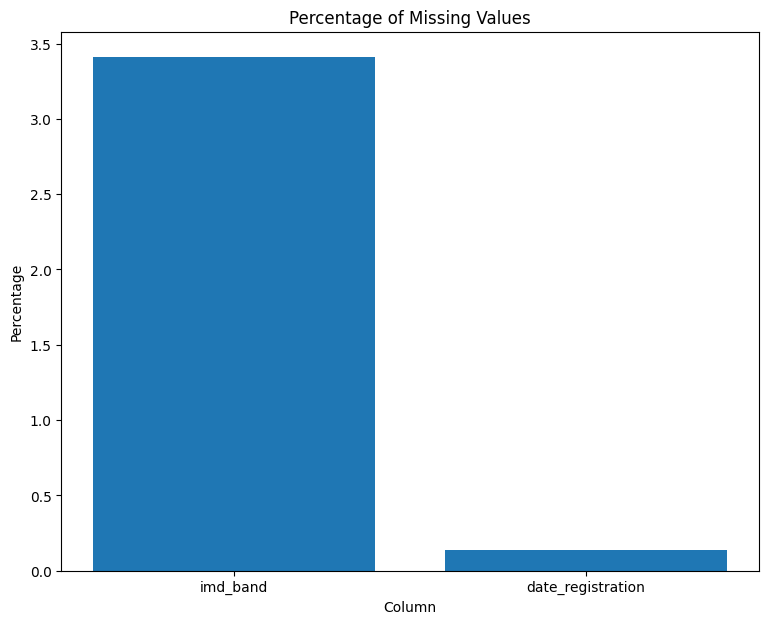 Percentage of Missing Values
3.5
3.0
2.5
2.0
1.5
1.0
0.5
0.0
Percentage
imd_band date_registration
Column